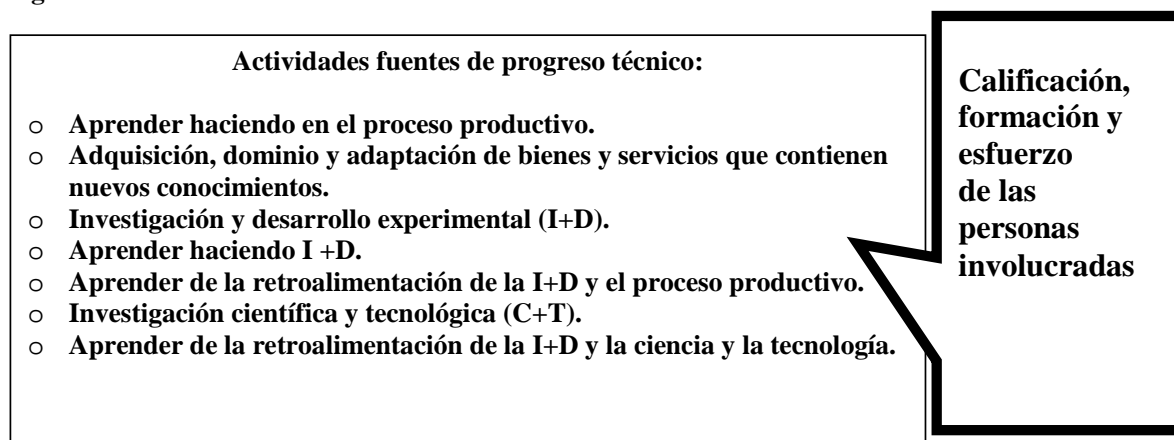 Actividades fuentes de progreso técnico:
o Aprender haciendo en el proceso productivo.
o Adquisición, dominio y adaptación de bienes y servicios que contienen
nuevos conocimientos.
o Investigación y desarrollo experimental (I+D).
o Aprender haciendo I +D.
o Aprender de la retroalimentación de la I+D y el proceso productivo.
o Investigación científica y tecnológica (C+T).
o Aprender de la retroalimentación de la I+D y la ciencia y la tecnología.
Calificación,
formación y
esfuerzo
de las
personas
involucradas